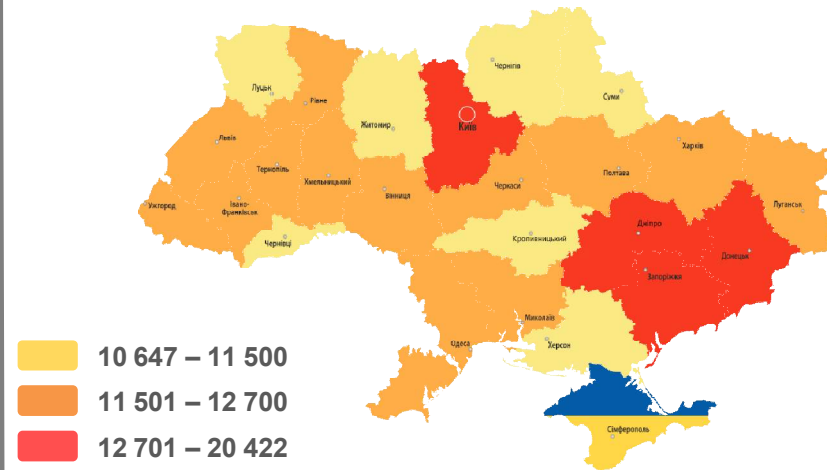 Чернігів
Луцьк
Суми
Рівне
Київ
Житомир
Львів
Харків
Тернопіль
Хмельницький
Полтава
Черкаси
Вінниця
Ужгород
Івано-
Франківськ
Луганськ
Дніпро
Чернівці
Кропивницький
Донецьк
Запоріжжя
Миколаїв
Одеса
Херсон
10 647 – 11 500
11 501 – 12 700
12 701 – 20 422
Сімферополь